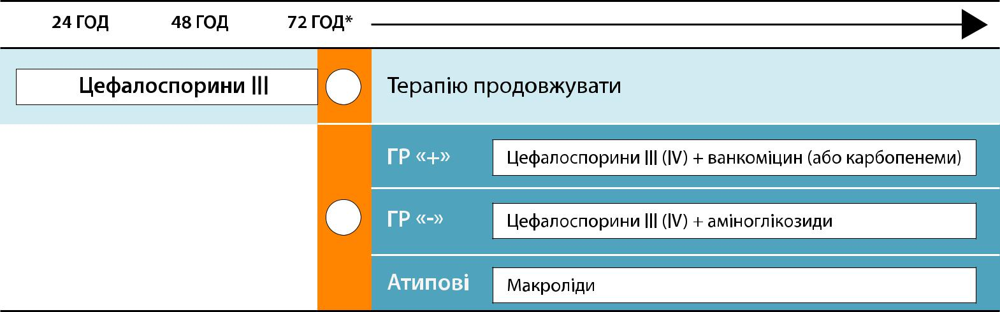 24 ГОД 48 ГОД 72 ГОД*
Цефалоспорини III Терапію продовжувати
ГР «+» Цефалоспорини III (IV) + ванкоміцин (або карбопенеми)
ГР «-» Цефалоспорини III (IV) + аміноглікозиди
Атипові Макроліди